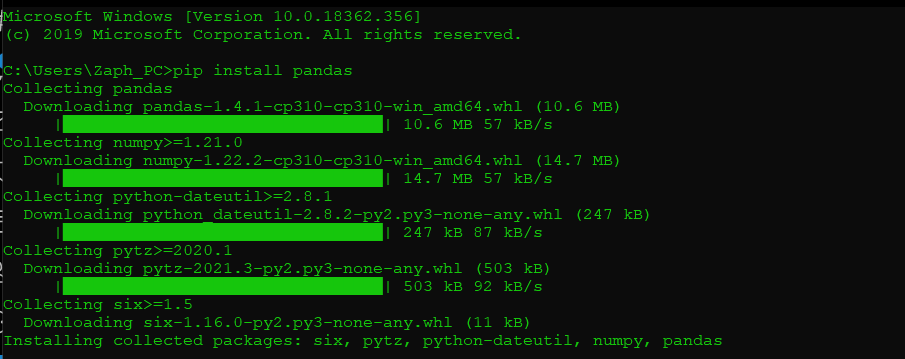 Microsoft Windows [Version 10.0.18362.356]
(c) 2019 Microsoft Corporation. All rights reserved.
C:\Users\Zaph_PC>pip install pandas
Collecting pandas
Downloading pandas-1.4.1-cp310-cp310-win_amd64.whl (10.6 MB)
| | 10.6 MB 57 kB/s
Collecting numpy>=1.21.0
Downloading numpy-1.22.2-cp310-cp310-win_amd64.whl (14.7 MB)
| | 14.7 MB 57 kB/s
Collecting python-dateutil>=2.8.1
Downloading python_dateutil-2.8.2-py2.py3-none-any.whl (247 kB)
| | 247 kB 87 kB/s
Collecting pytz>=2020.1
Downloading pytz-2021.3-py2.py3-none-any.whl (503 kB)
| | 503 kB 92 kB/s
Collecting six>=1.5
Downloading six-1.16.0-py2.py3-none-any.whl (11 kB)
Installing collected packages: six, pytz, python-dateutil, numpy, pandas